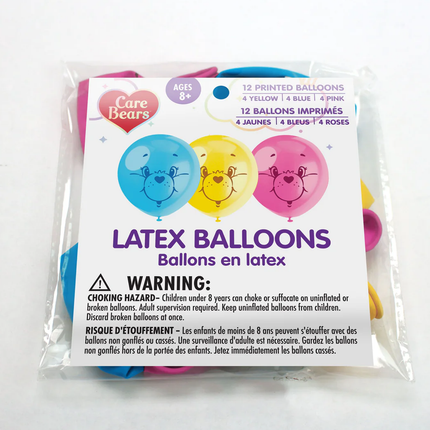 Care
Bears
AGES
8+
12 PRINTED BALLOONS
4 YELLOW | 4 BLUE | 4 PINK
12 BALLONS IMPRIMÉS
4 JAUNES | 4 BLEUS | 4 ROSES
LATEX BALLOONS
Ballons en latex
WARNING:
CHOKING HAZARD– Children under 8 years can choke or suffocate on uninflated or
broken balloons. Adult supervision required. Keep uninflated balloons from children.
Discard broken balloons at once.
RISQUE D'ÉTOUFFEMENT – Les enfants de moins de 8 ans peuvent s'étouffer avec des
ballons non gonflés ou cassés. Une surveillance d'adulte est nécessaire. Gardez les ballons
non gonflés hors de la portée des enfants. Jetez immédiatement les ballons cassés.